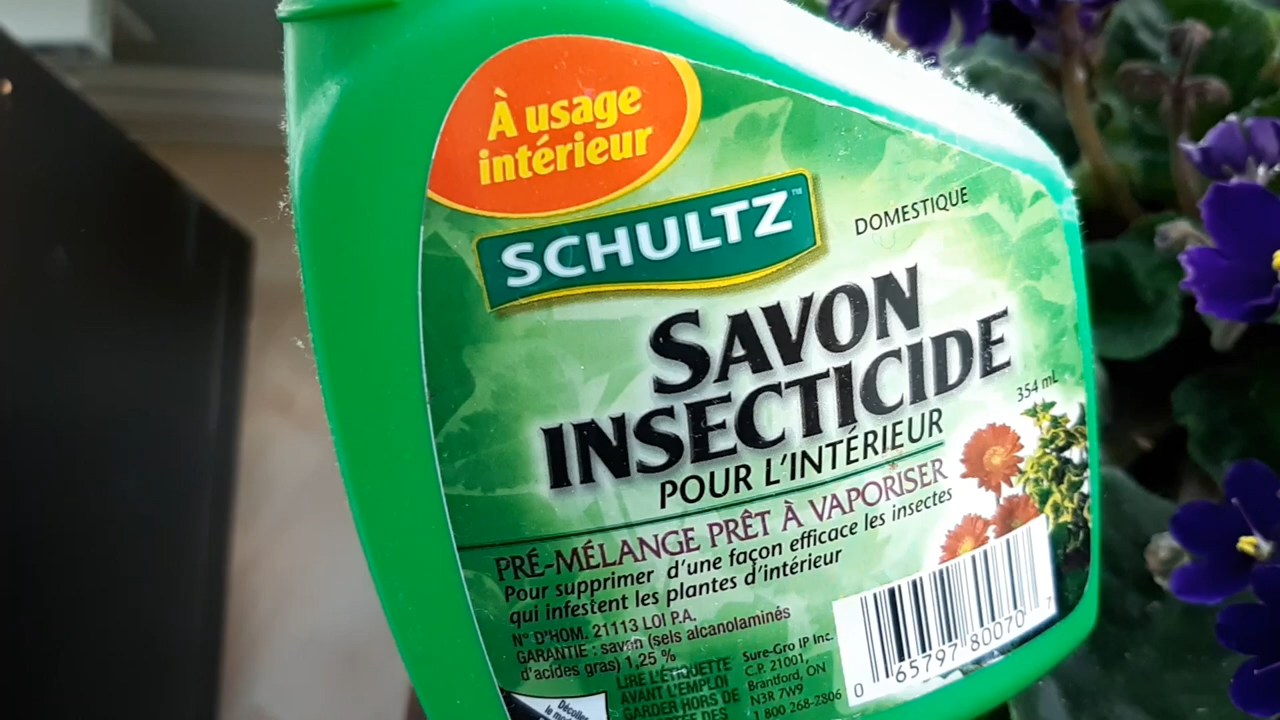 À usage
intérieur
SCHULTZ™
DOMESTIQUE
SAVON
INSECTICIDE
354 mL
POUR L'INTÉRIEUR
PRÉ-MÉLANGE PRÊT À VAPORISER
Pour supprimer d'une façon efficace les insectes
qui infestent les plantes d'intérieur
N° D'HOM. 21113 LOI P.A.
GARANTIE : savon (sels alcanolaminés
d'acides gras) 1,25 %
LIRE L'ÉTIQUETTE
AVANT L'EMPLOI
GARDER HORS DE
DES
Sure-Gro IP Inc.
C.P. 21001,
Brantford, ON
N3R 7W9
1 800 268-2806
0 65797 80070 7
Décoller